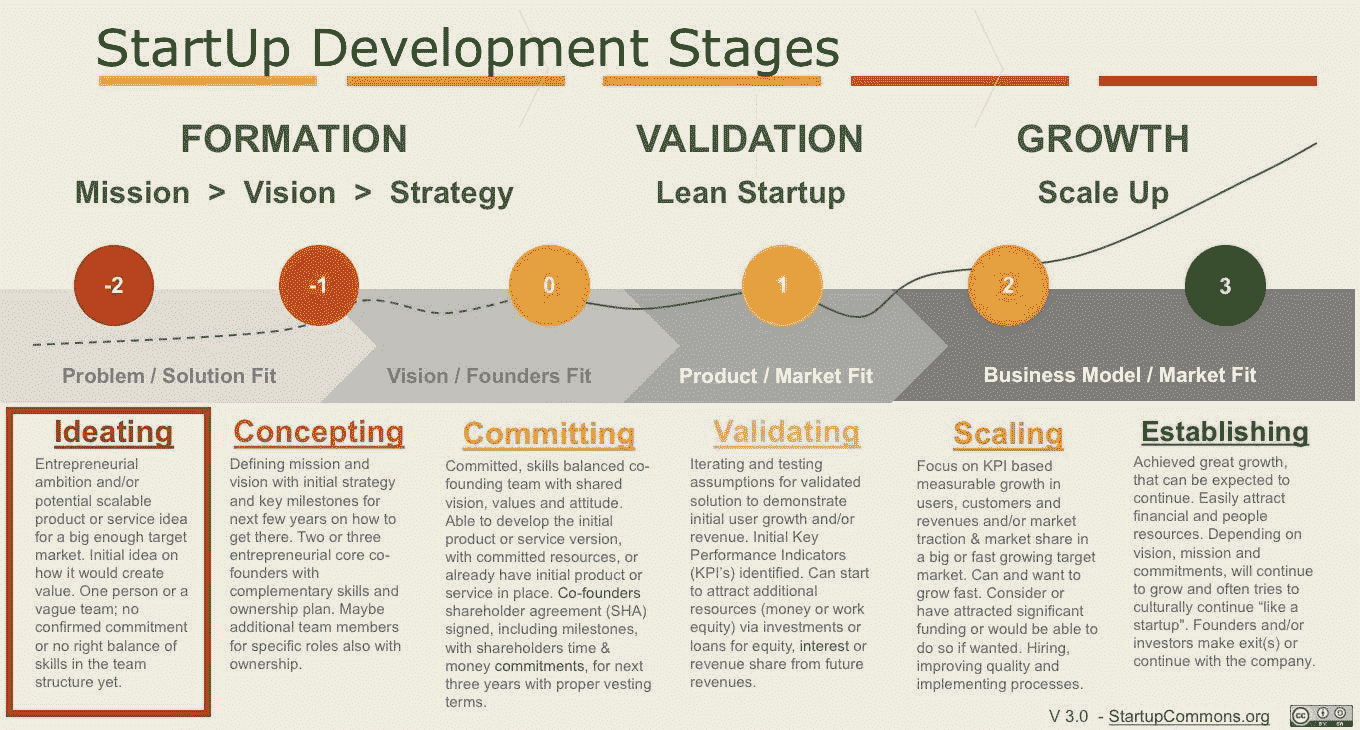 StartUp Development Stages
FORMATION
VALIDATION
GROWTH
Mission > Vision > Strategy
Lean Startup
Scale Up
-2
-1
0
1
2
3
Problem / Solution Fit
Vision / Founders Fit
Product / Market Fit
Business Model / Market Fit
Ideating
Entrepreneurial
ambition and/or
potential scalable
product or service idea
for a big enough target
market. Initial idea on
how it would create
value. One person or a
vague team; no
confirmed commitment
or no right balance of
skills in the team
structure yet.
Concepting
Defining mission and
vision with initial strategy
and key milestones for
next few years on how to
get there. Two or three
entrepreneurial core co-
founders with
complementary skills and
ownership plan. Maybe
additional team members
for specific roles also with
ownership.
Committing
Committed, skills balanced co-
founding team with shared
vision, values and attitude.
Able to develop the initial
product or service version,
with committed resources, or
already have initial product or
service in place. Co-founders
shareholder agreement (SHA)
signed, including milestones,
with shareholders time &
money commitments, for next
three years with proper vesting
terms.
Validating
Iterating and testing
assumptions for validated
solution to demonstrate
initial user growth and/or
revenue. Initial Key
Performance Indicators
(KPI's) identified. Can start
to attract additional
resources (money or work
equity) via investments or
loans for equity, interest or
revenue share from future
revenues.
Scaling
Focus on KPI based
measurable growth in
users, customers and
revenues and/or market
traction & market share in
a big or fast growing target
market. Can and want to
grow fast. Consider or
have attracted significant
funding or would be able to
do so if wanted. Hiring,
improving quality and
implementing processes.
Establishing
Achieved great growth,
that can be expected to
continue. Easily attract
financial and people
resources. Depending on
vision, mission and
commitments, will continue
to grow and often tries to
culturally continue “like a
startup". Founders and/or
investors make exit(s) or
continue with the company.
V 3.0 - StartupCommons.org
cc